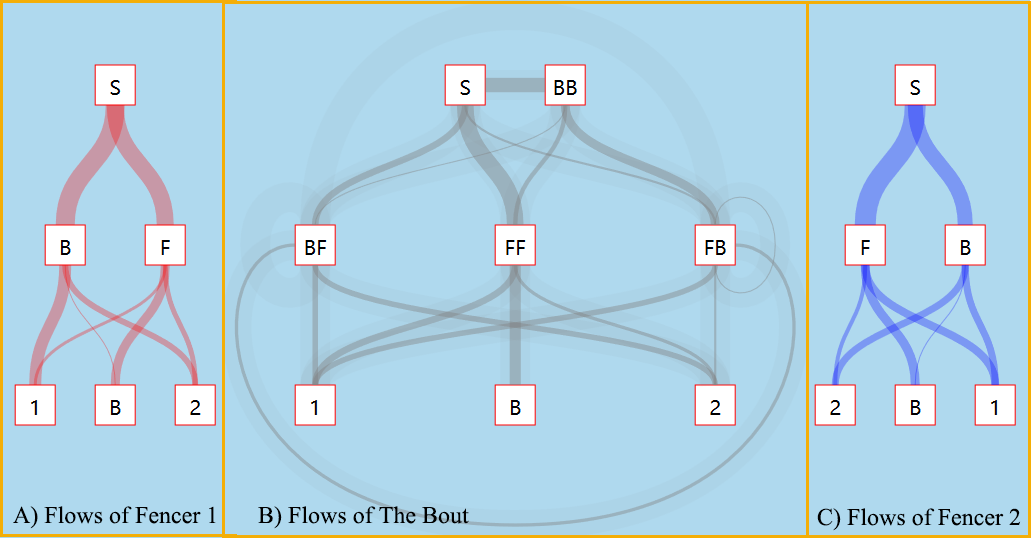 S S BB S
B F BF FF FB F B
1 B 2 1 B 2 2 B 1
A) Flows of Fencer 1 B) Flows of The Bout C) Flows of Fencer 2